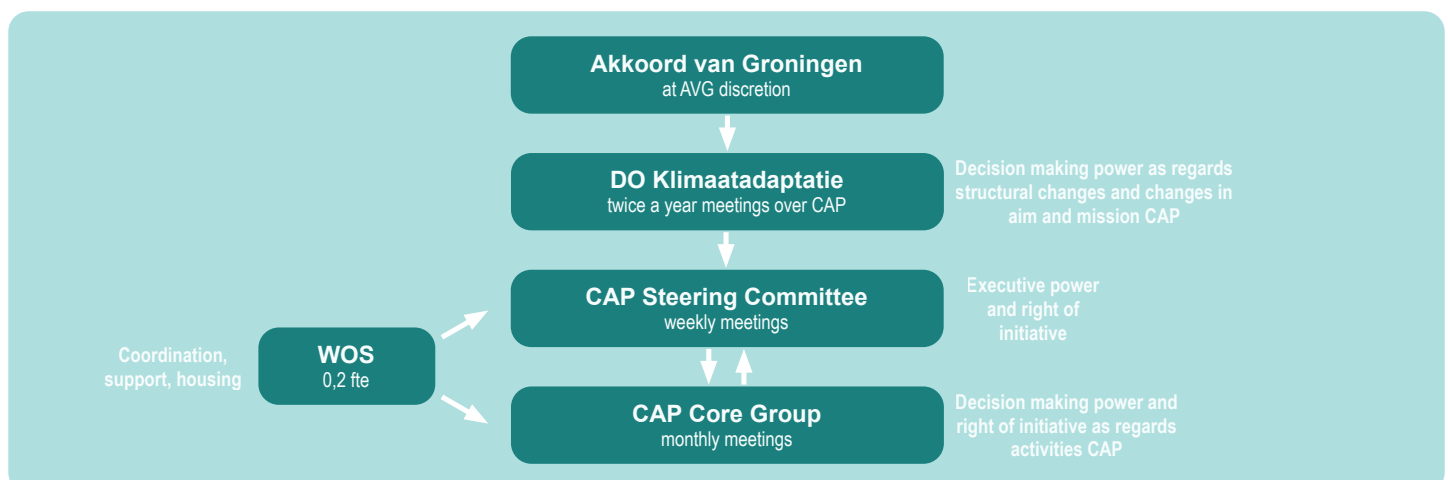 Akkoord van Groningen
at AVG discretion
DO Klimaatadaptatie
twice a year meetings over CAP
Decision making power as regards
structural changes and changes in
aim and mission CAP
CAP Steering Committee
weekly meetings
Executive power
and right of
initiative
Coordination,
support, housing
WOS
0,2 fte
CAP Core Group
monthly meetings
Decision making power and
right of initiative as regards
activities CAP